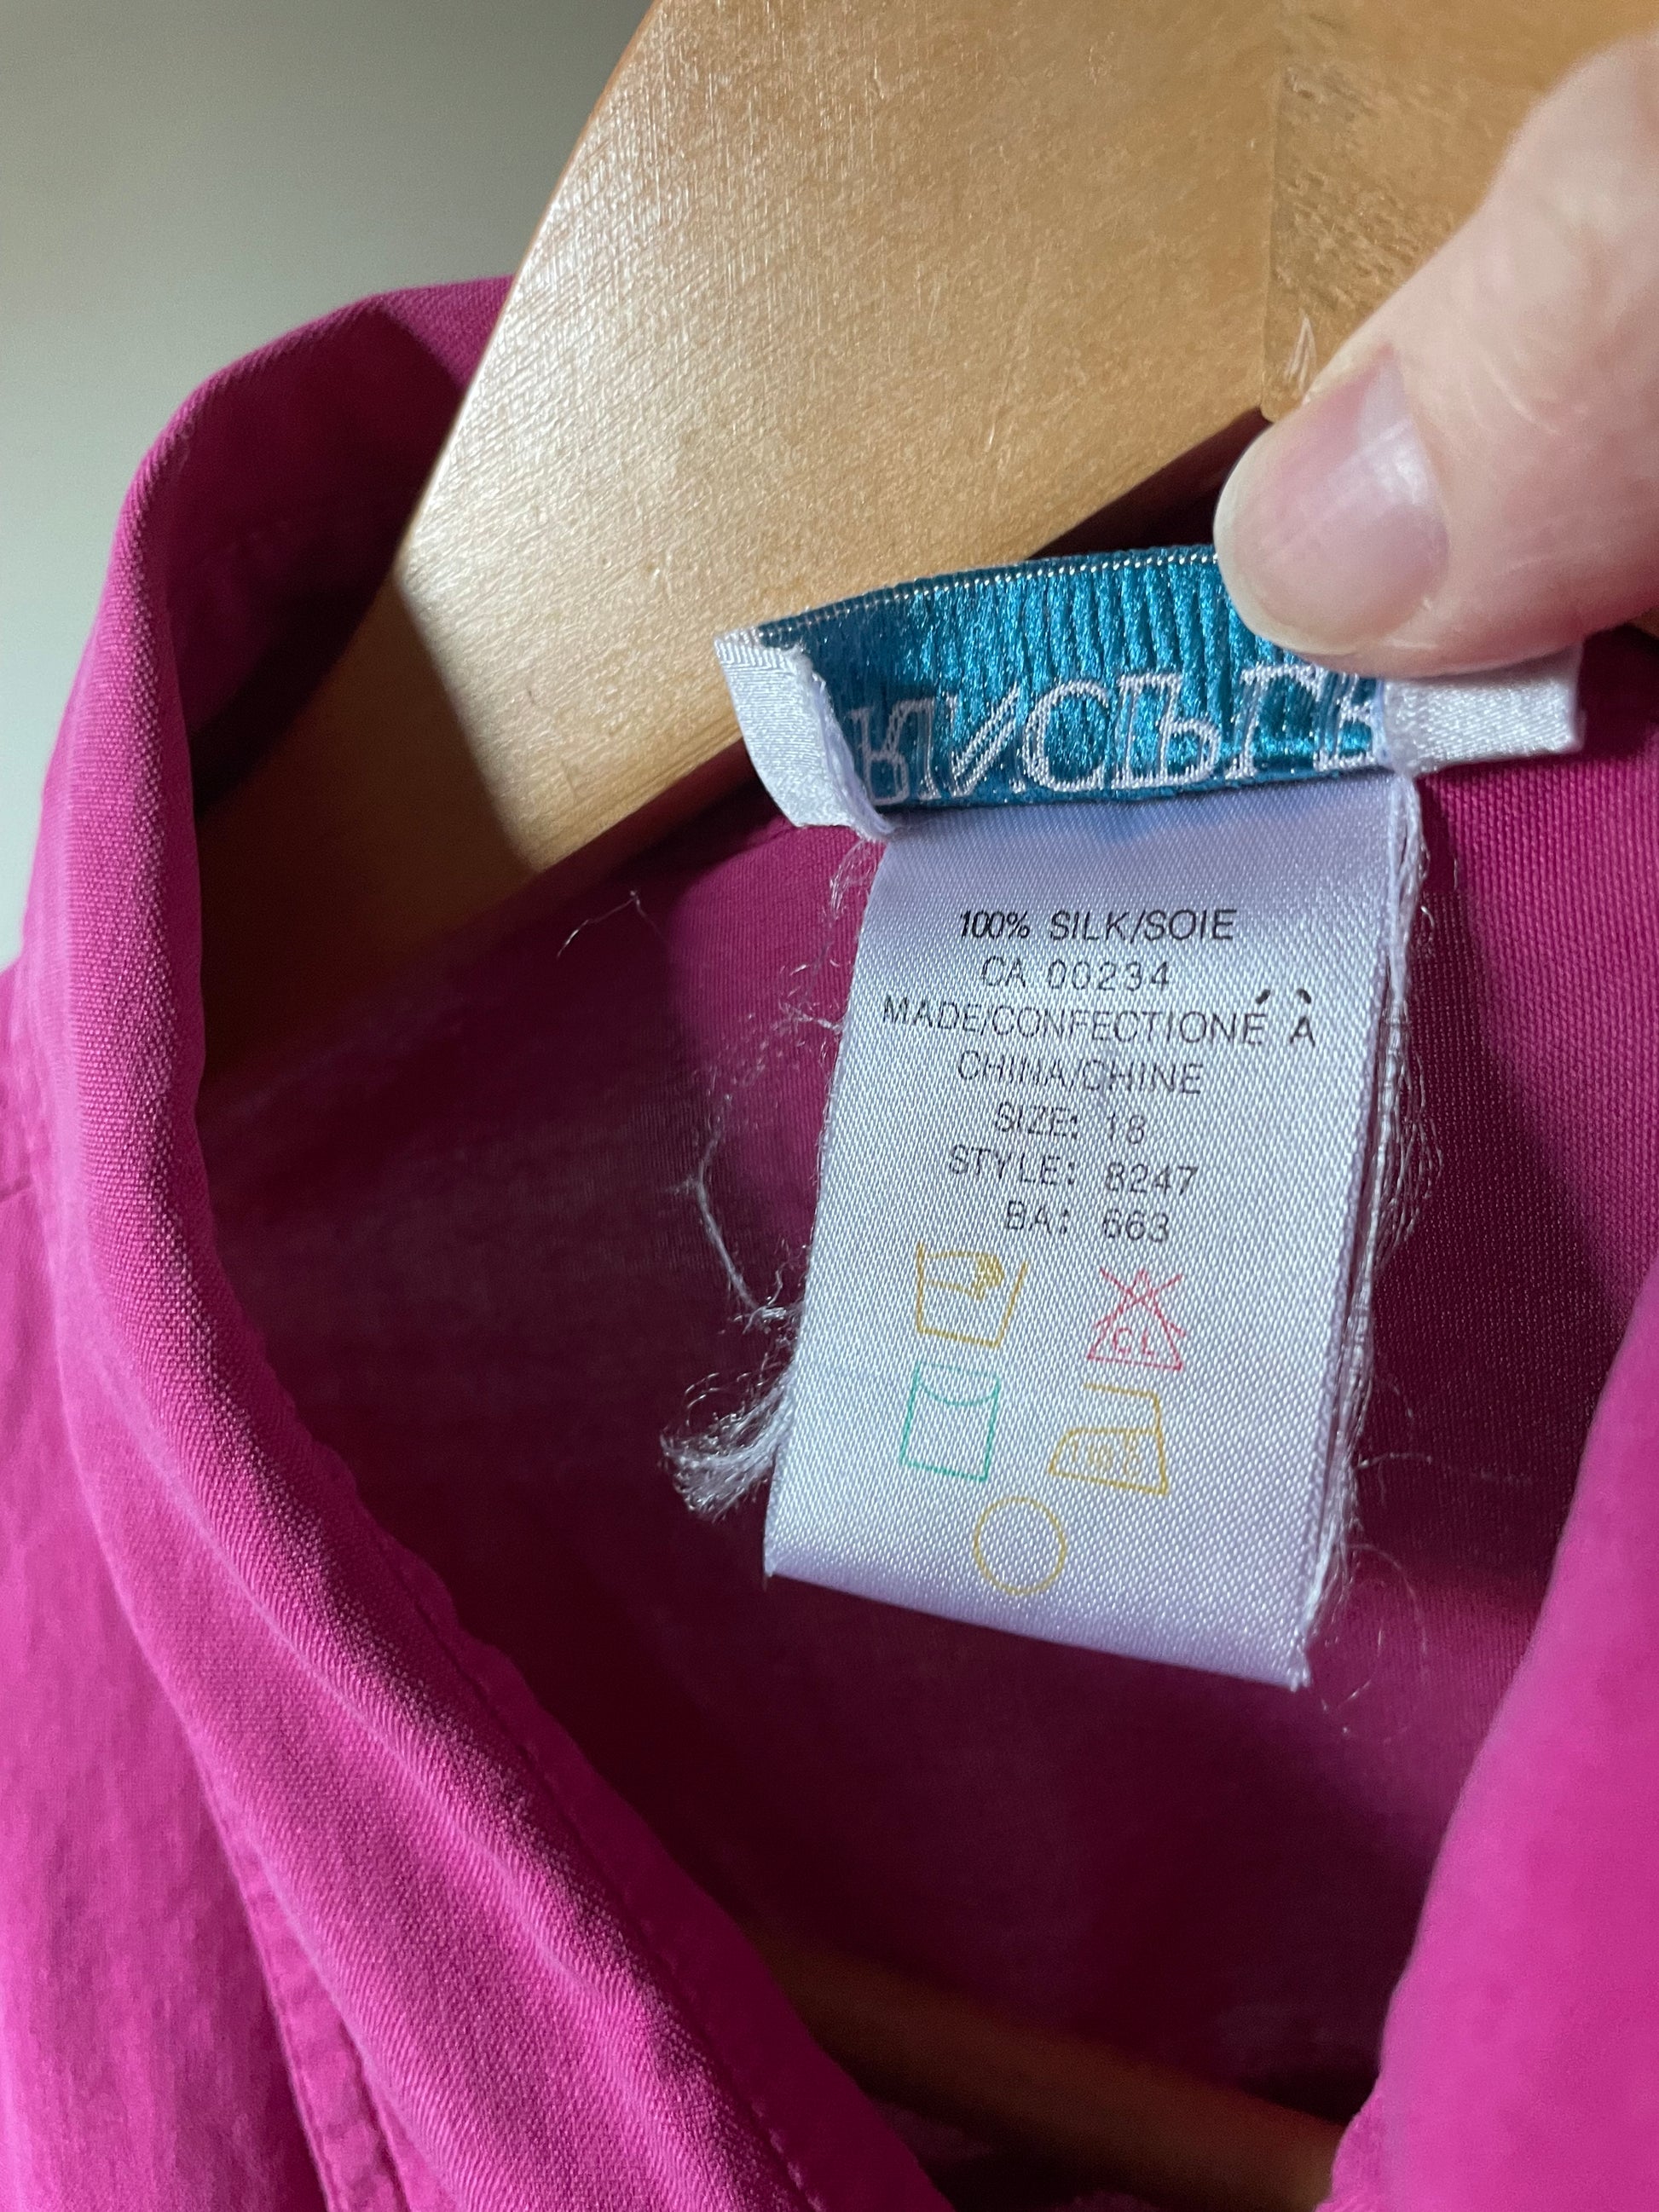 100% SILK/SOIE
CA 00234
MADE/CONFECTIONÉ À
CHINA/CHINE
SIZE: 18
STYLE: 8247
BA: 663
CL